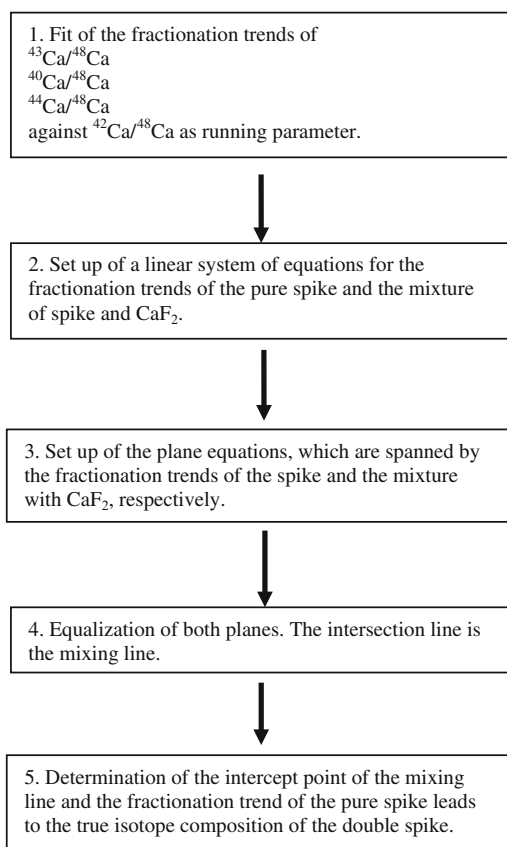 1. Fit of the fractionation trends of
⁴³Ca/⁴⁸Ca
⁴⁰Ca/⁴⁸Ca
⁴⁴Ca/⁴⁸Ca
against ⁴²Ca/⁴⁸Ca as running parameter.
2. Set up of a linear system of equations for the
fractionation trends of the pure spike and the mixture
of spike and CaF₂.
3. Set up of the plane equations, which are spanned by
the fractionation trends of the spike and the mixture
with CaF₂, respectively.
4. Equalization of both planes. The intersection line is
the mixing line.
5. Determination of the intercept point of the mixing
line and the fractionation trend of the pure spike leads
to the true isotope composition of the double spike.